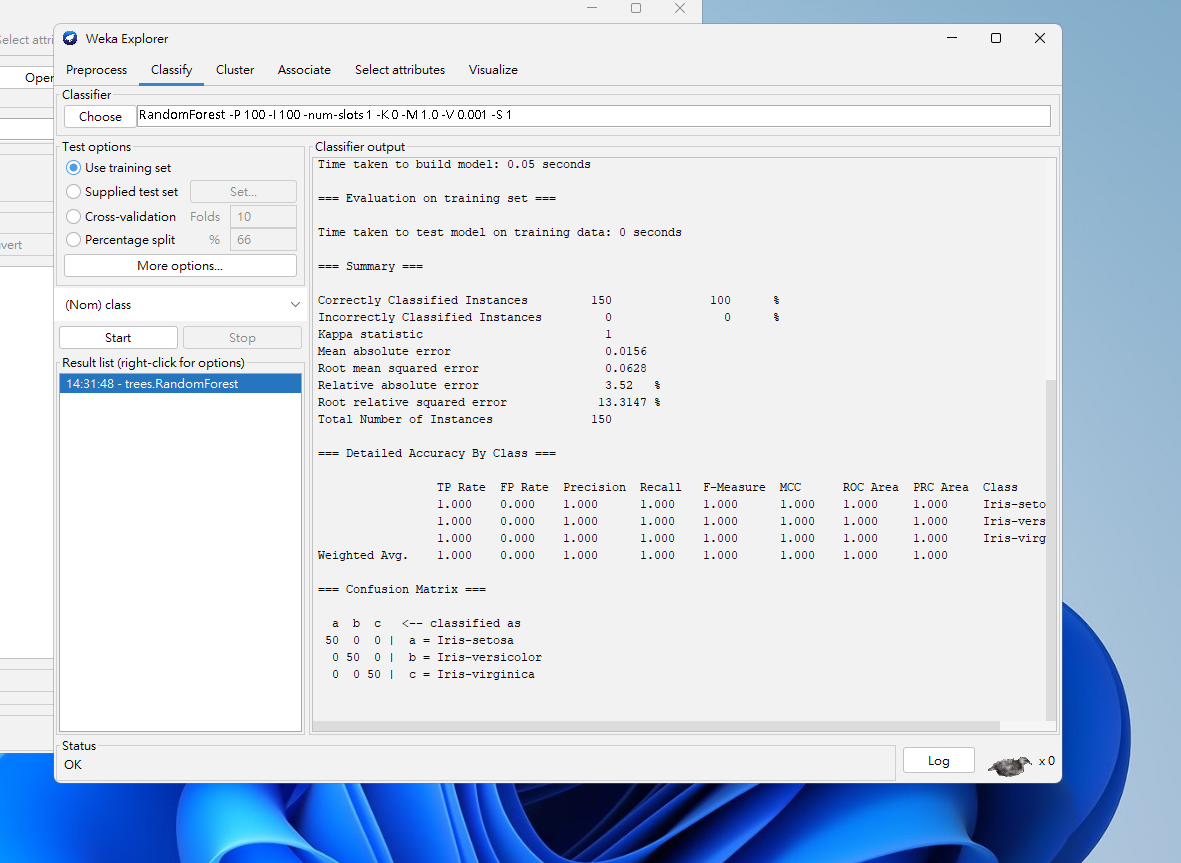 Select attri
Open
vert
Weka Explorer
Preprocess Classify Cluster Associate Select attributes Visualize
Classifier
Choose RandomForest -P 100 -I 100 -num-slots 1 -K 0 -M 1.0 -V 0.001 -S 1
Test options
Use training set
Supplied test set Set...
Cross-validation Folds 10
Percentage split % 66
More options...
(Nom) class
Start Stop
Result list (right-click for options)
14:31:48 - trees.RandomForest
Classifier output
Time taken to build model: 0.05 seconds
=== Evaluation on training set ===
Time taken to test model on training data: 0 seconds
=== Summary ===
Correctly Classified Instances 150 100 %
Incorrectly Classified Instances 0 0 %
Kappa statistic 1
Mean absolute error 0.0156
Root mean squared error 0.0628
Relative absolute error 3.52 %
Root relative squared error 13.3147 %
Total Number of Instances 150
=== Detailed Accuracy By Class ===
TP Rate FP Rate Precision Recall F-Measure MCC ROC Area PRC Area Class
1.000 0.000 1.000 1.000 1.000 1.000 1.000 1.000 Iris-seto
1.000 0.000 1.000 1.000 1.000 1.000 1.000 1.000 Iris-vers
1.000 0.000 1.000 1.000 1.000 1.000 1.000 1.000 Iris-virg
Weighted Avg. 1.000 0.000 1.000 1.000 1.000 1.000 1.000 1.000
=== Confusion Matrix ===
a b c <-- classified as
50 0 0 | a = Iris-setosa
0 50 0 | b = Iris-versicolor
0 0 50 | c = Iris-virginica
Status
OK
Log x 0